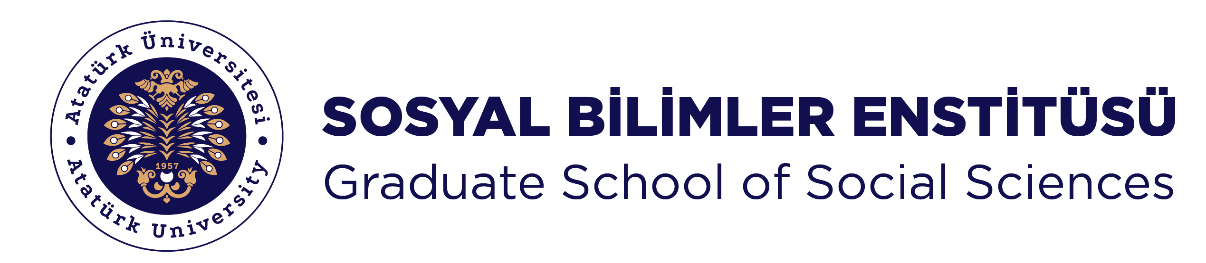 Atatürk Üniversitesi
1957
Atatürk University
SOSYAL BİLİMLER ENSTİTÜSÜ
Graduate School of Social Sciences